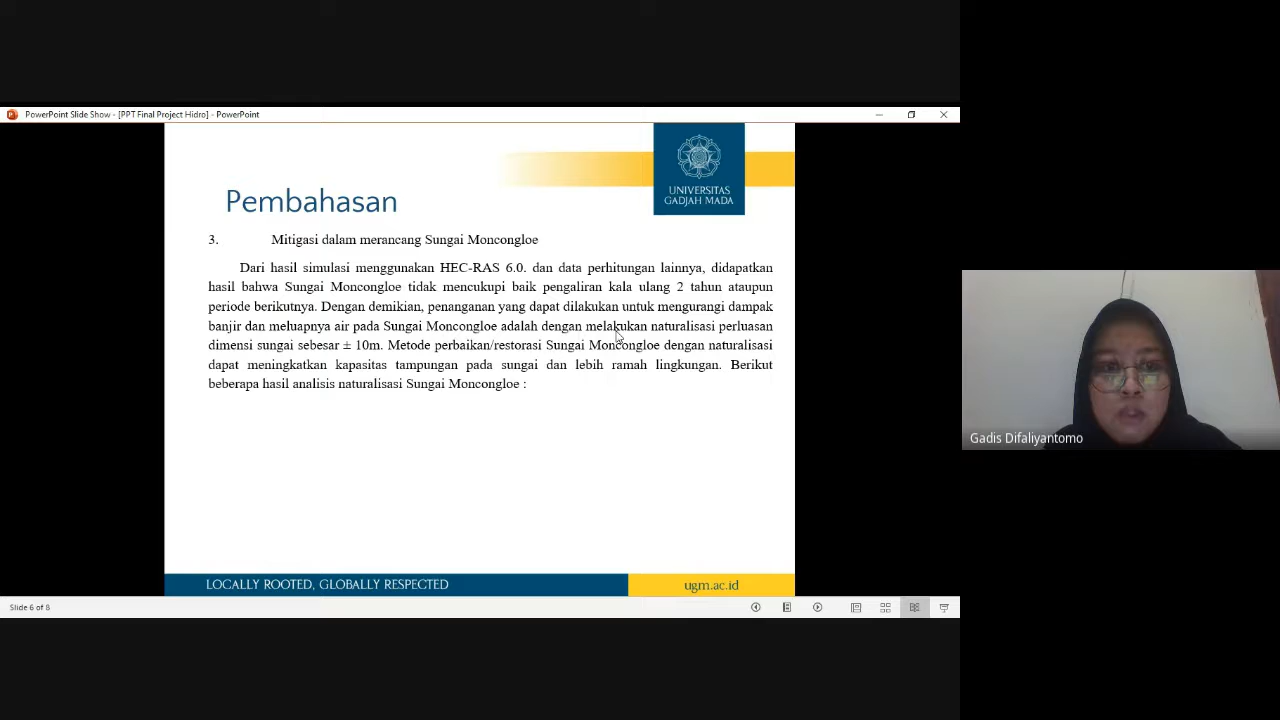 PowerPoint Slide Show - [PPT Final Project Hidro] - PowerPoint
UNIVERSITAS
GADJAH MADA
Pembahasan
3. Mitigasi dalam merancang Sungai Moncongloe
Dari hasil simulasi menggunakan HEC-RAS 6.0. dan data perhitungan lainnya, didapatkan
hasil bahwa Sungai Moncongloe tidak mencukupi baik pengaliran kala ulang 2 tahun ataupun
periode berikutnya. Dengan demikian, penanganan yang dapat dilakukan untuk mengurangi dampak
banjir dan meluapnya air pada Sungai Moncongloe adalah dengan melakukan naturalisasi perluasan
dimensi sungai sebesar ± 10m. Metode perbaikan/restorasi Sungai Moncongloe dengan naturalisasi
dapat meningkatkan kapasitas tampungan pada sungai dan lebih ramah lingkungan. Berikut
beberapa hasil analisis naturalisasi Sungai Moncongloe :
Gadis Difaliyantomo
LOCALLY ROOTED, GLOBALLY RESPECTED
ugm.ac.id
Slide 6 of 8